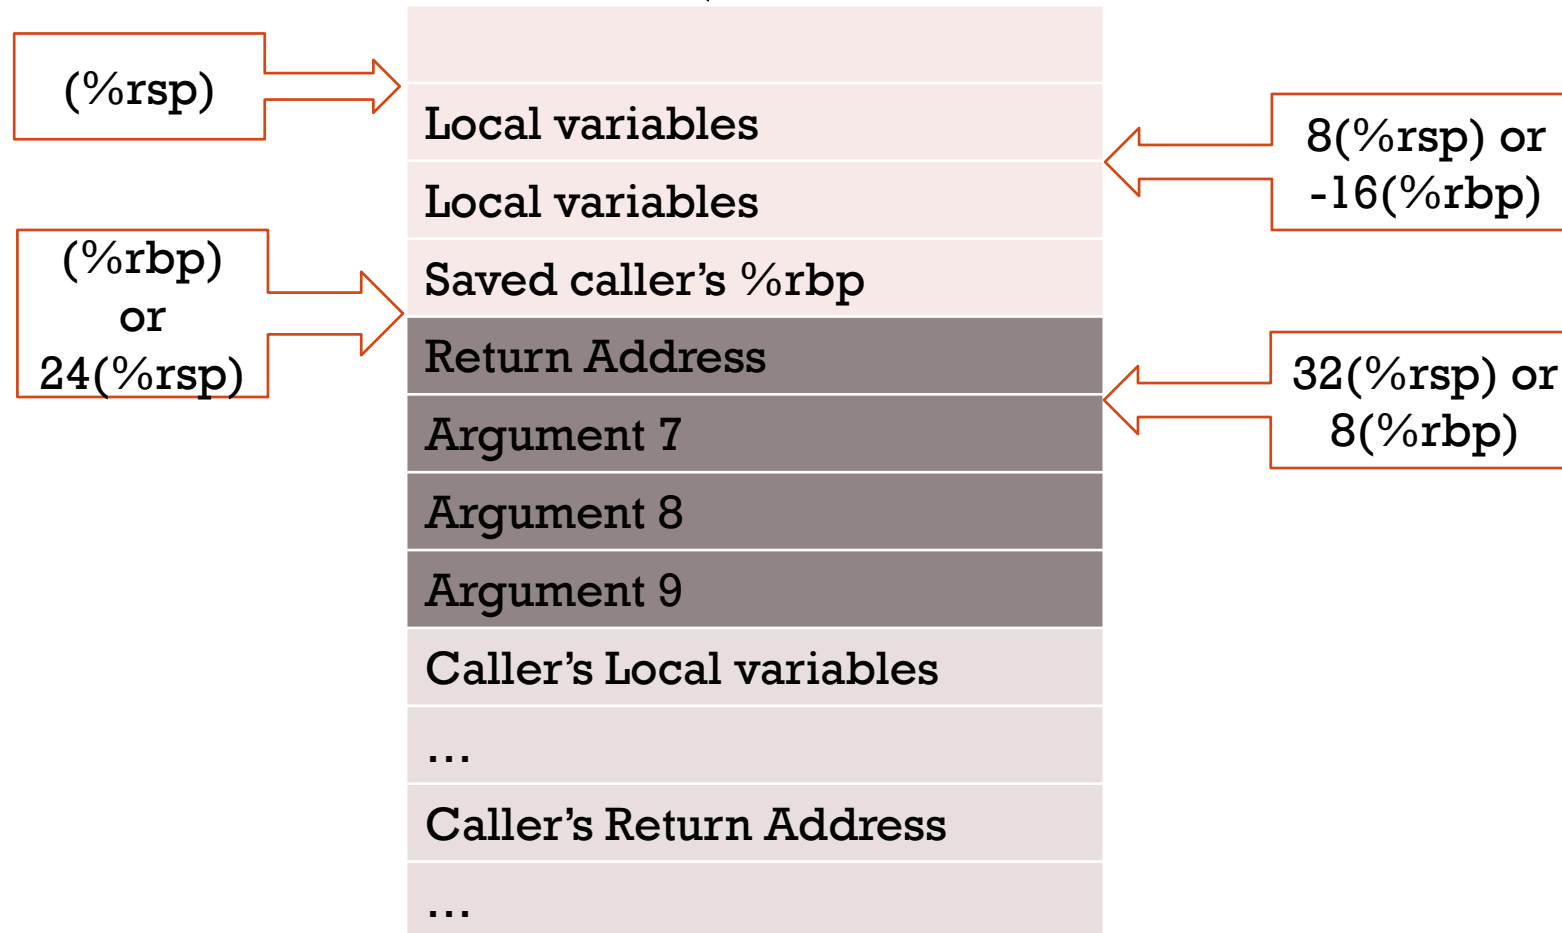 (%rsp)
Local variables
8(%rsp) or
-16(%rbp)
Local variables
(%rbp)
or
24(%rsp)
Saved caller’s %rbp
Return Address
32(%rsp) or
8(%rbp)
Argument 7
Argument 8
Argument 9
Caller’s Local variables
…
Caller’s Return Address
…